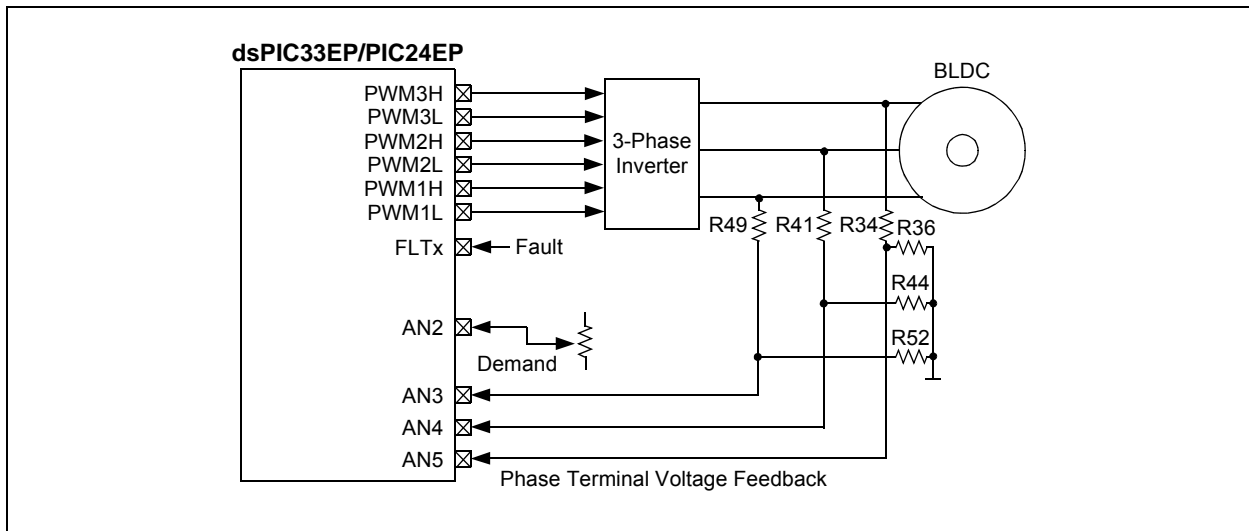 dsPIC33EP/PIC24EP
BLDC
PWM3H
PWM3L
PWM2H
PWM2L
PWM1H
PWM1L
3-Phase
Inverter
R49
R41
R34
R36
FLTx
Fault
R44
AN2
Demand
R52
AN3
AN4
AN5
Phase Terminal Voltage Feedback